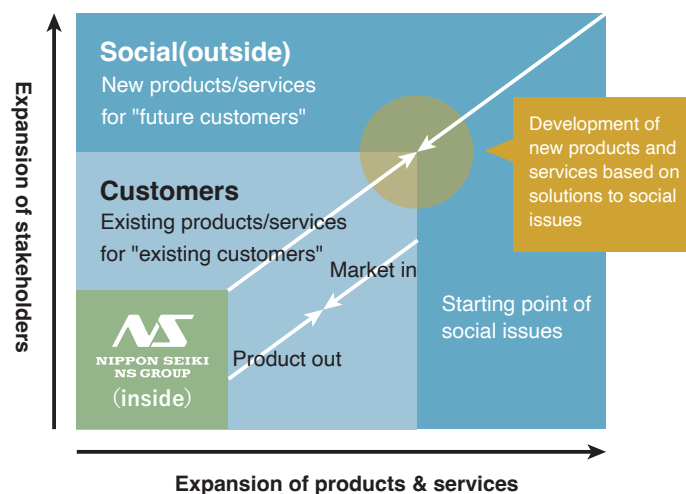 Expansion of stakeholders
Social(outside)
New products/services
for "future customers"
Development of
new products and
services based on
solutions to social
issues
Customers
Existing products/services
for "existing customers"
Market in
Starting point of
social issues
NS
NIPPON SEIKI
NS GROUP
(inside)
Product out
Expansion of products & services